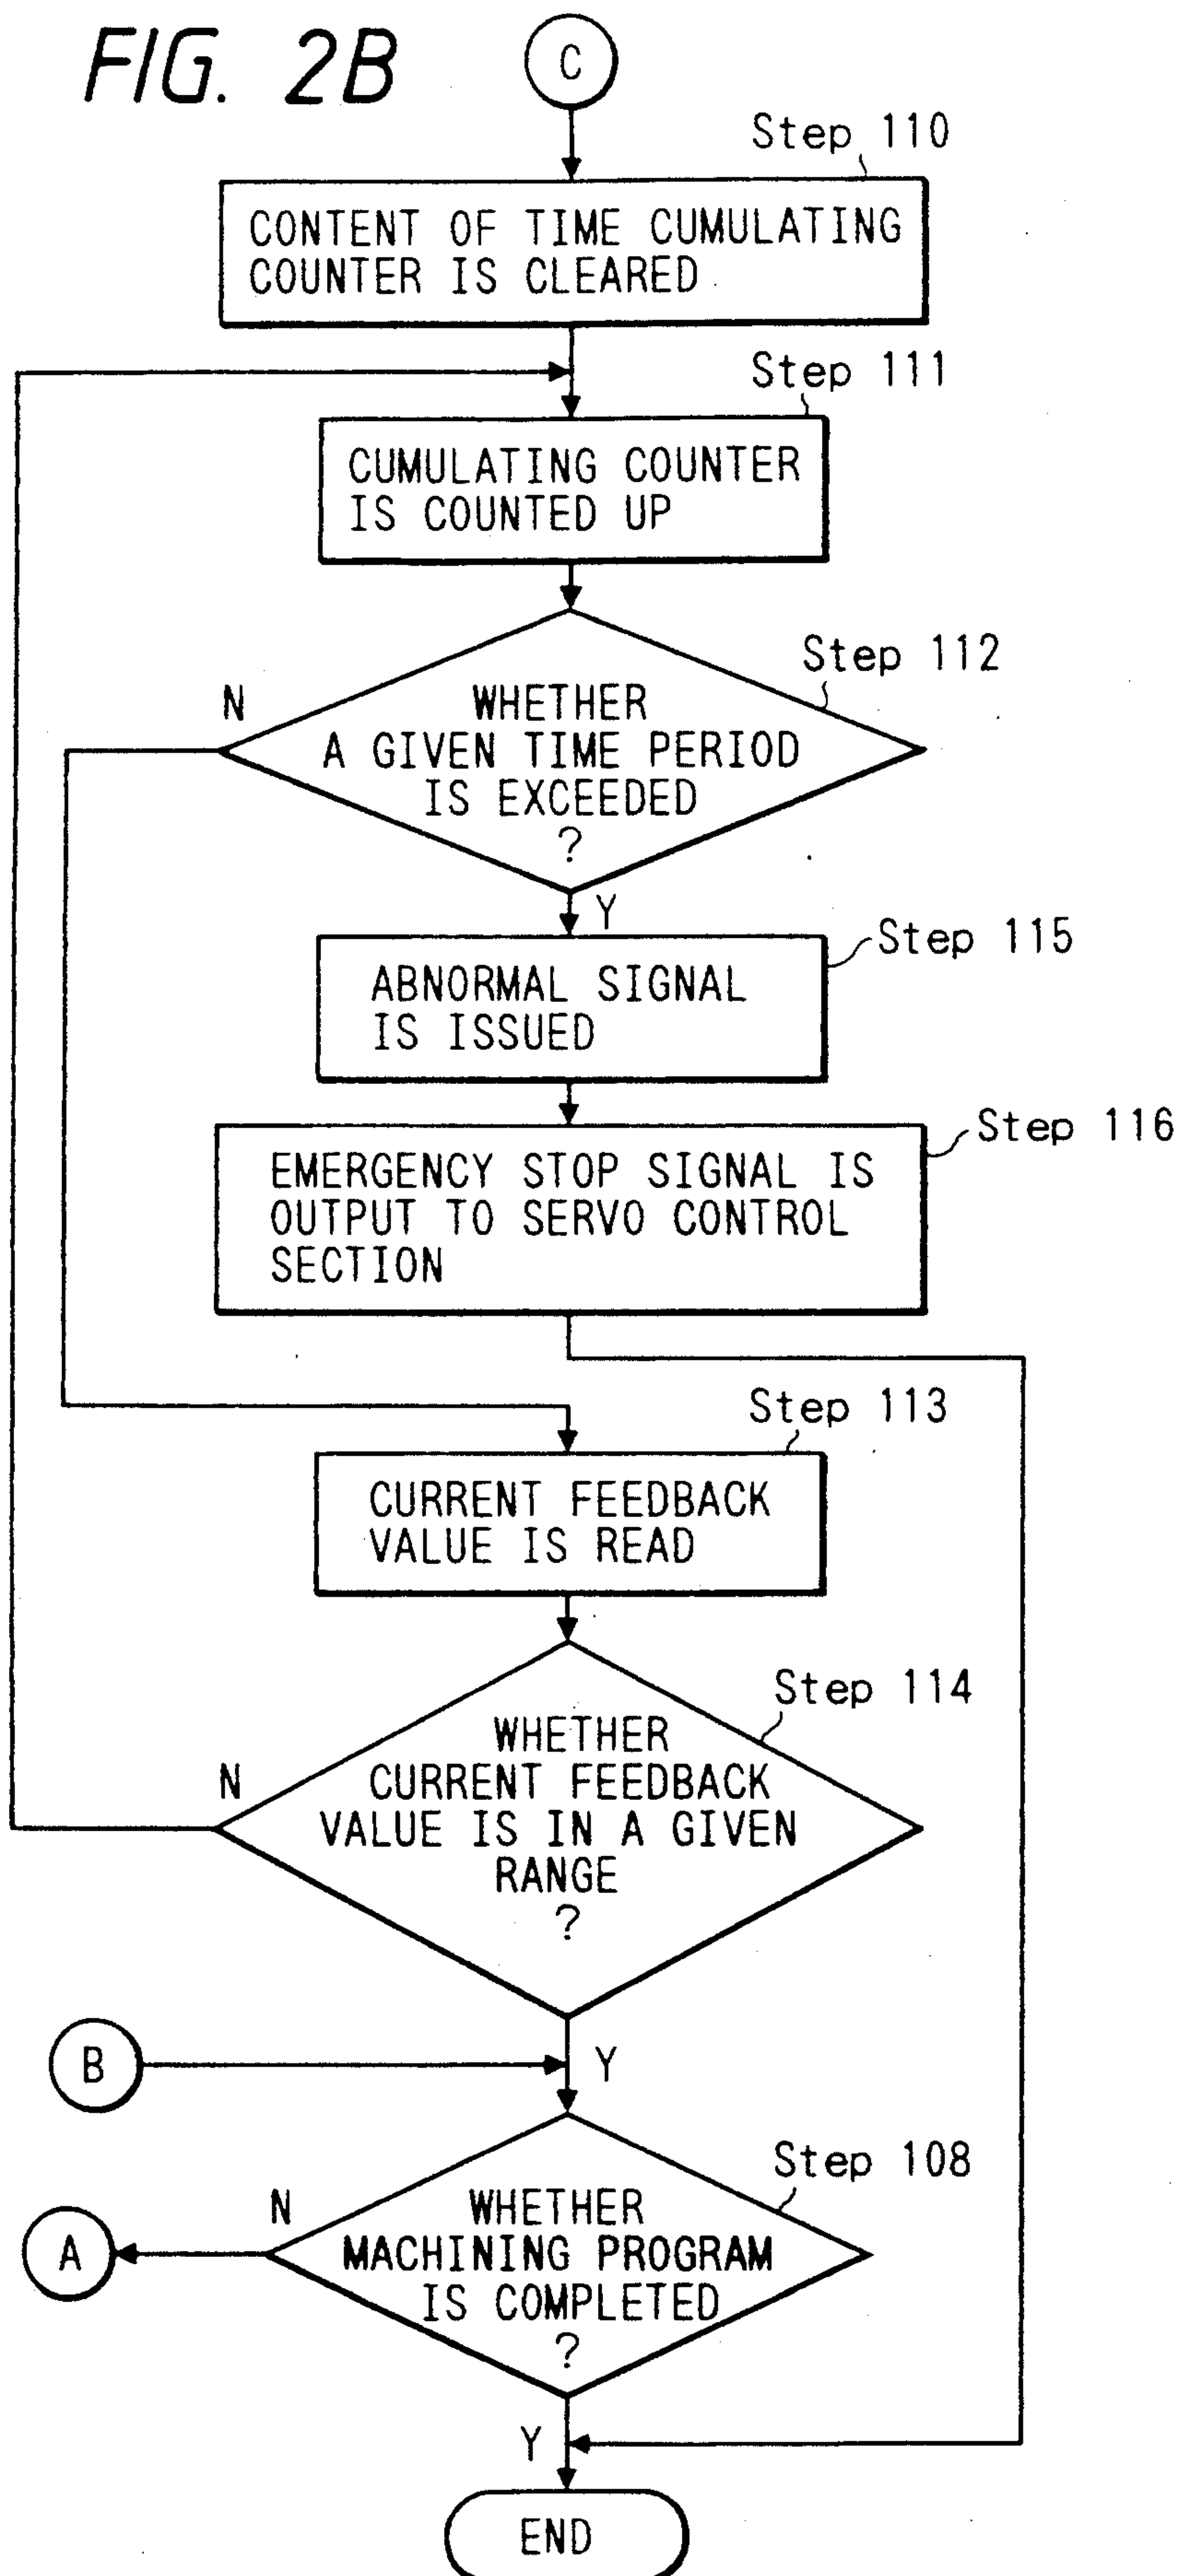 FIG. 2B
C
Step 110
CONTENT OF TIME CUMULATING
COUNTER IS CLEARED
Step 111
CUMULATING COUNTER
IS COUNTED UP
Step 112
N
WHETHER
A GIVEN TIME PERIOD
IS EXCEEDED
?
Y
Step 115
ABNORMAL SIGNAL
IS ISSUED
Step 116
EMERGENCY STOP SIGNAL IS
OUTPUT TO SERVO CONTROL
SECTION
Step 113
CURRENT FEEDBACK
VALUE IS READ
Step 114
N
WHETHER
CURRENT FEEDBACK
VALUE IS IN A GIVEN
RANGE
?
B
Y
Step 108
N
A
WHETHER
MACHINING PROGRAM
IS COMPLETED
?
Y
END